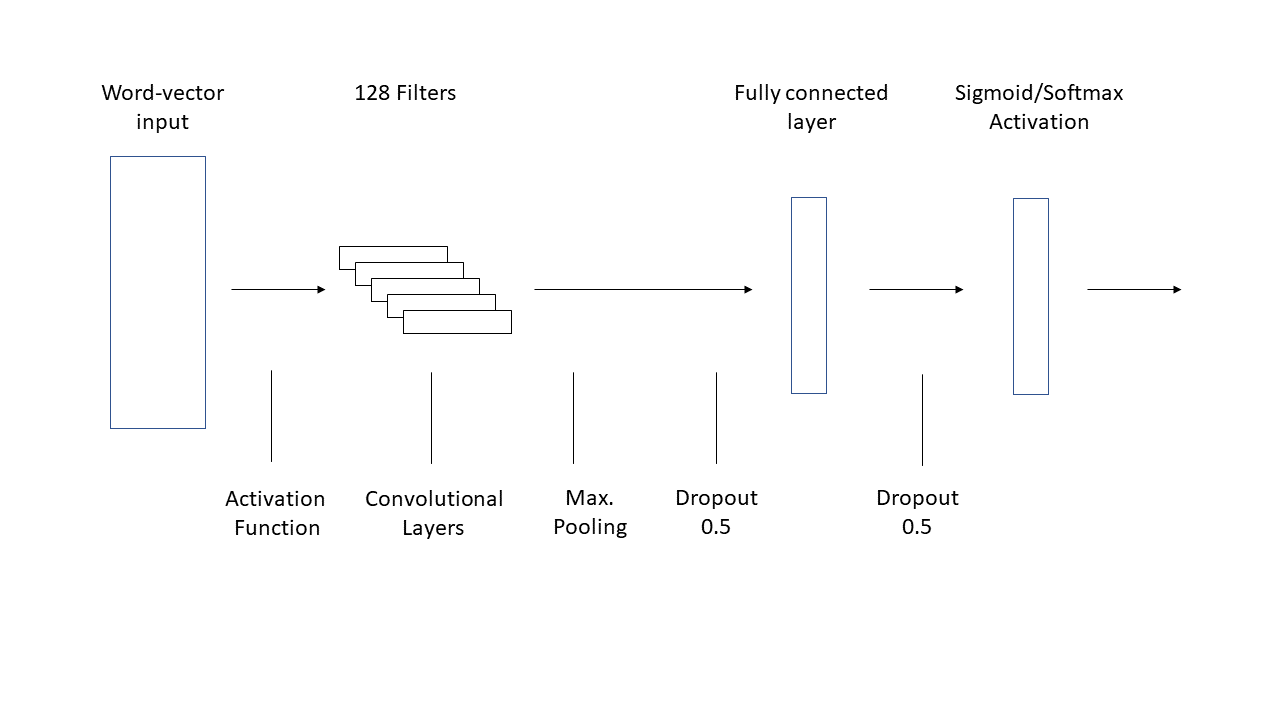 Word-vector
input
128 Filters
Fully connected
layer
Sigmoid/Softmax
Activation
Activation
Function
Convolutional
Layers
Max.
Pooling
Dropout
0.5
Dropout
0.5